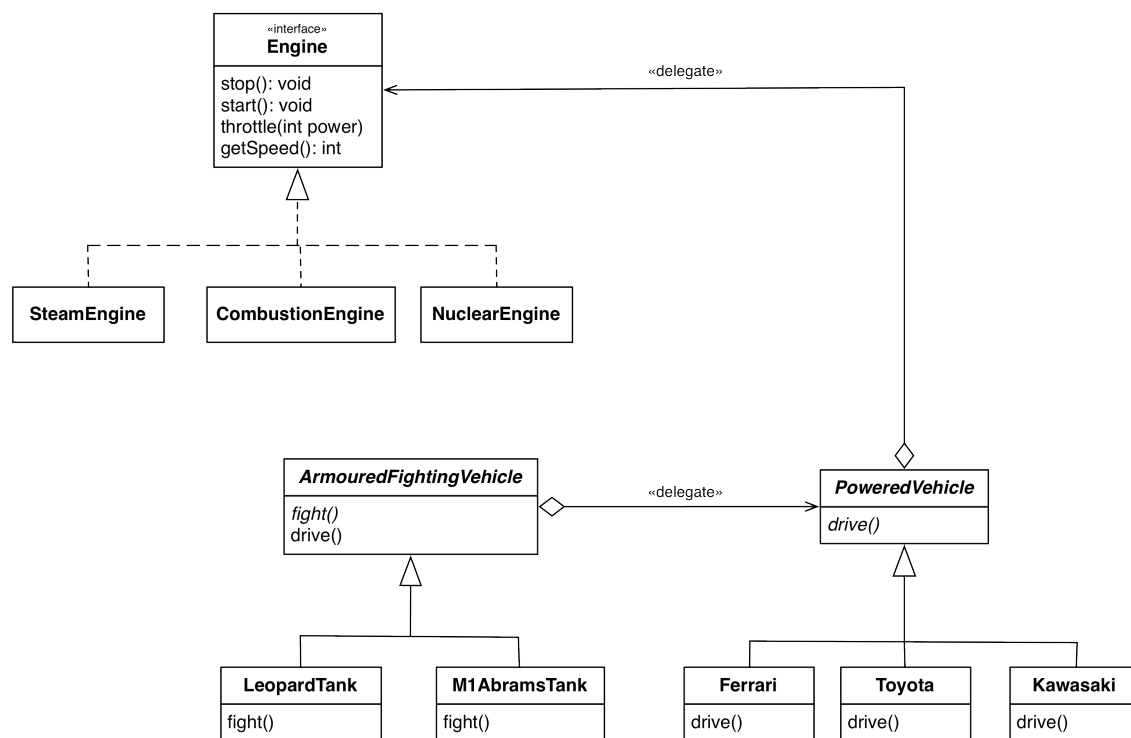 «interface»
Engine
stop(): void
start(): void
throttle(int power)
getSpeed(): int
«delegate»
SteamEngine
CombustionEngine
NuclearEngine
ArmouredFightingVehicle
fight()
drive()
«delegate»
PoweredVehicle
drive()
LeopardTank
fight()
M1AbramsTank
fight()
Ferrari
drive()
Toyota
drive()
Kawasaki
drive()